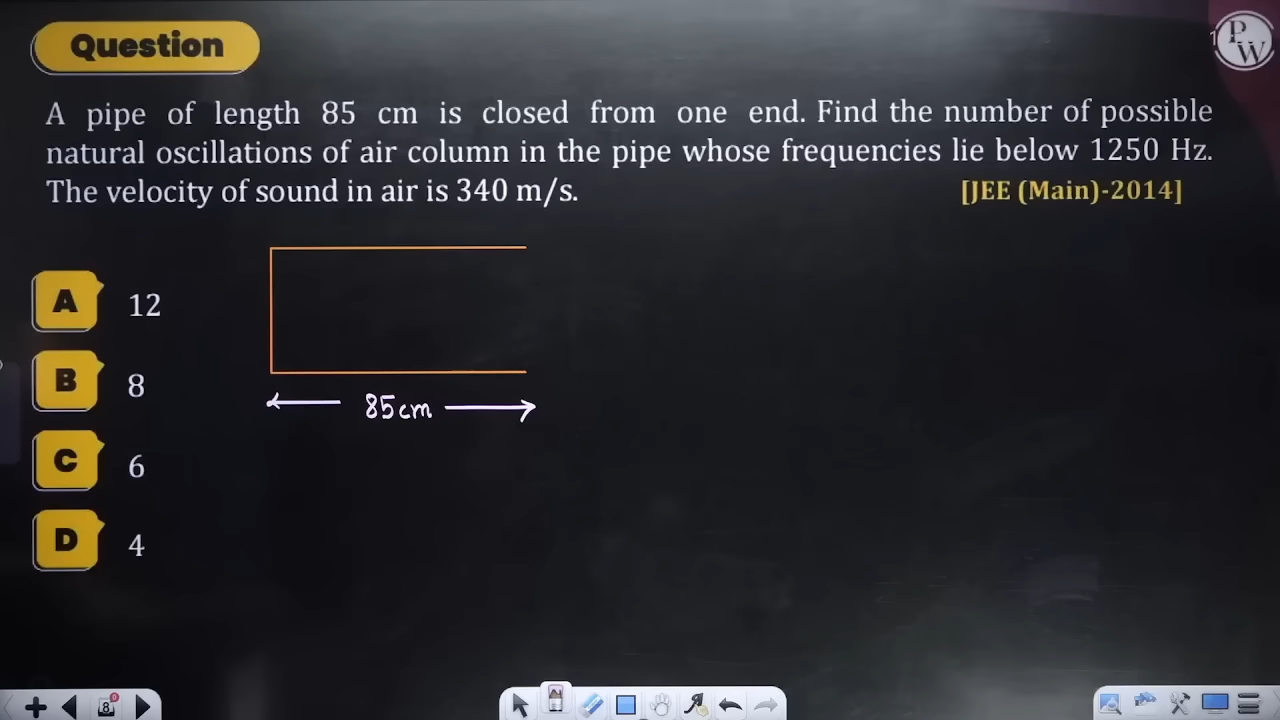 Question
PW
A pipe of length 85 cm is closed from one end. Find the number of possible
natural oscillations of air column in the pipe whose frequencies lie below 1250 Hz.
The velocity of sound in air is 340 m/s.
[JEE (Main)-2014]
A 12
B 8
C 6
D 4
85cm
8